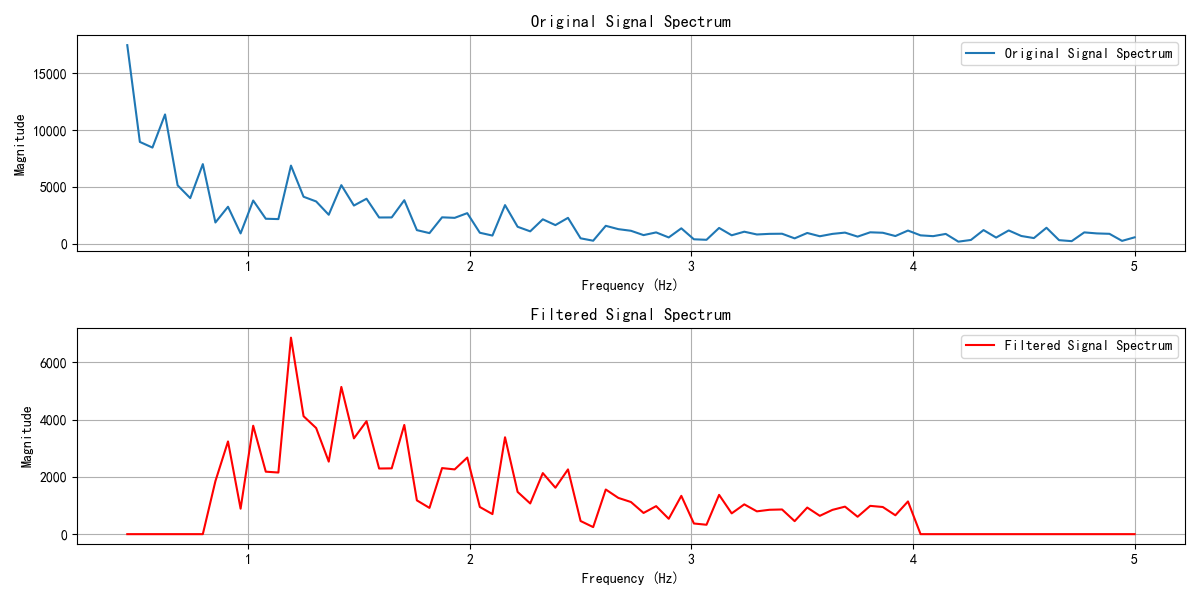 Original Signal Spectrum
Original Signal Spectrum
Magnitude
15000
10000
5000
0
1 2 3 4 5
Frequency (Hz)
Filtered Signal Spectrum
Filtered Signal Spectrum
Magnitude
6000
4000
2000
0
1 2 3 4 5
Frequency (Hz)